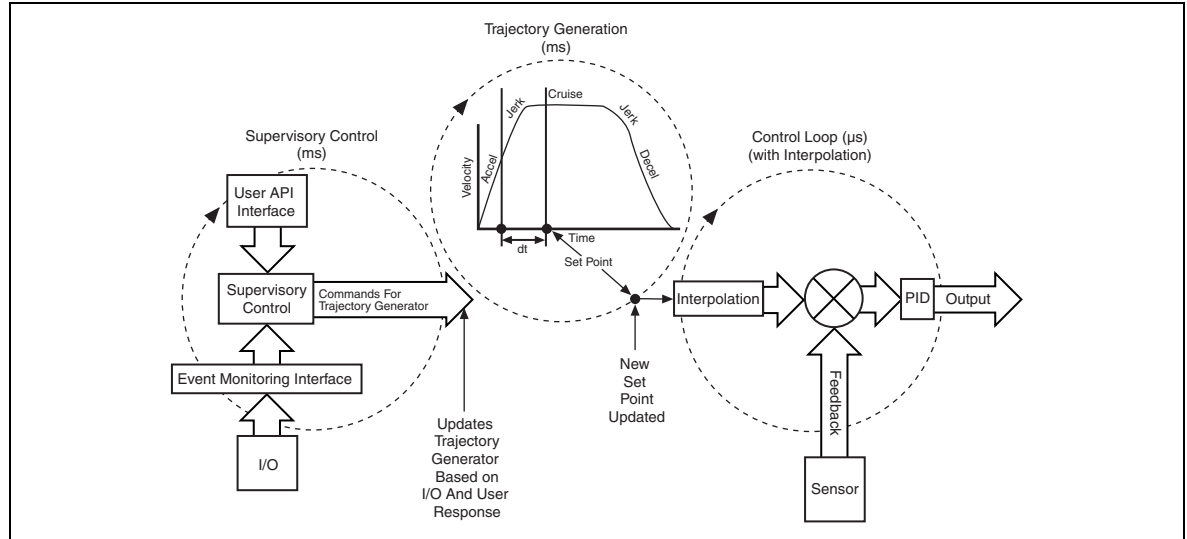 Trajectory Generation
(ms)
Cruise
Jerk
Jerk
Accel
Decel
Velocity
Time
dt
Set Point
Supervisory Control
(ms)
User API
Interface
Supervisory
Control
Commands For
Trajectory Generator
Event Monitoring Interface
I/O
Updates
Trajectory
Generator
Based on
I/O And User
Response
New
Set
Point
Updated
Control Loop (µs)
(with Interpolation)
Interpolation
PID
Output
Feedback
Sensor